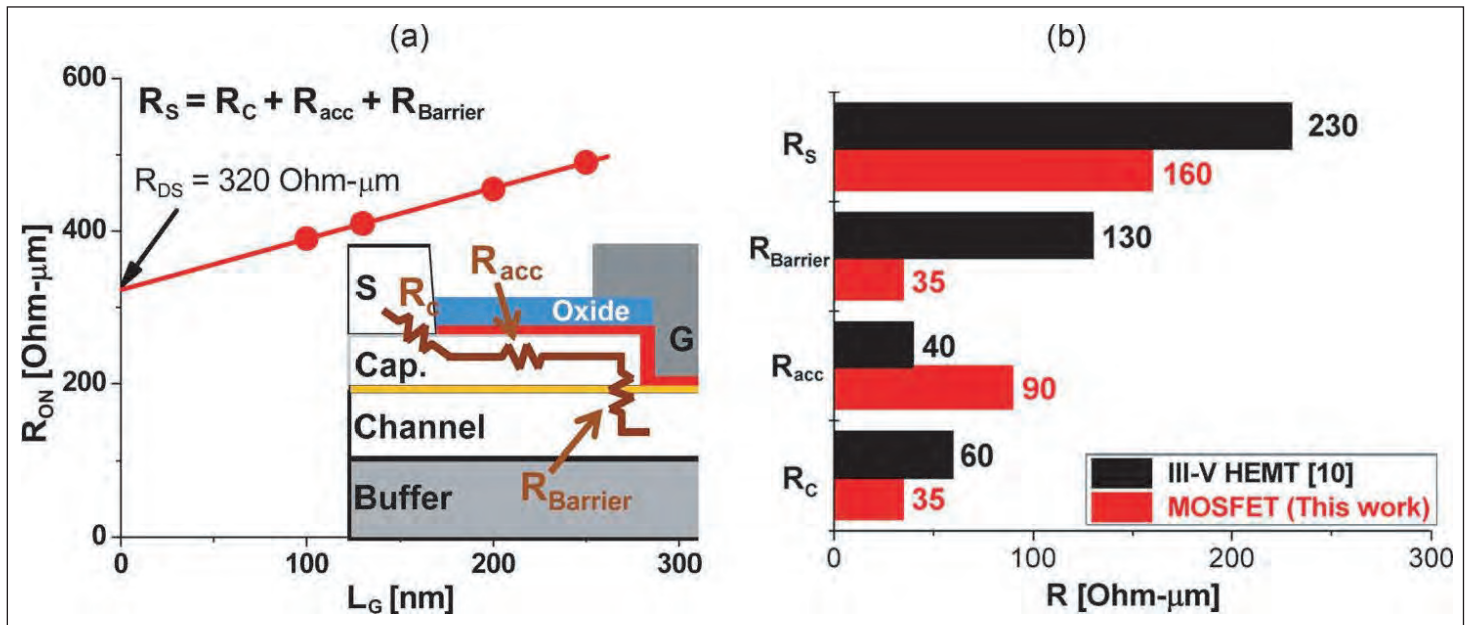 (a)
600
400
200
0
R_ON [Ohm-μm]
R_S = R_C + R_acc + R_Barrier
R_DS = 320 Ohm-μm
S
R_C
R_acc
Oxide
G
Cap.
Channel
R_Barrier
Buffer
0 100 200 300
L_G [nm]
(b)
R_S
230
160
R_Barrier
130
35
R_acc
40
90
R_C
60
35
III-V HEMT [10]
MOSFET (This work)
0 100 200 300
R [Ohm-μm]